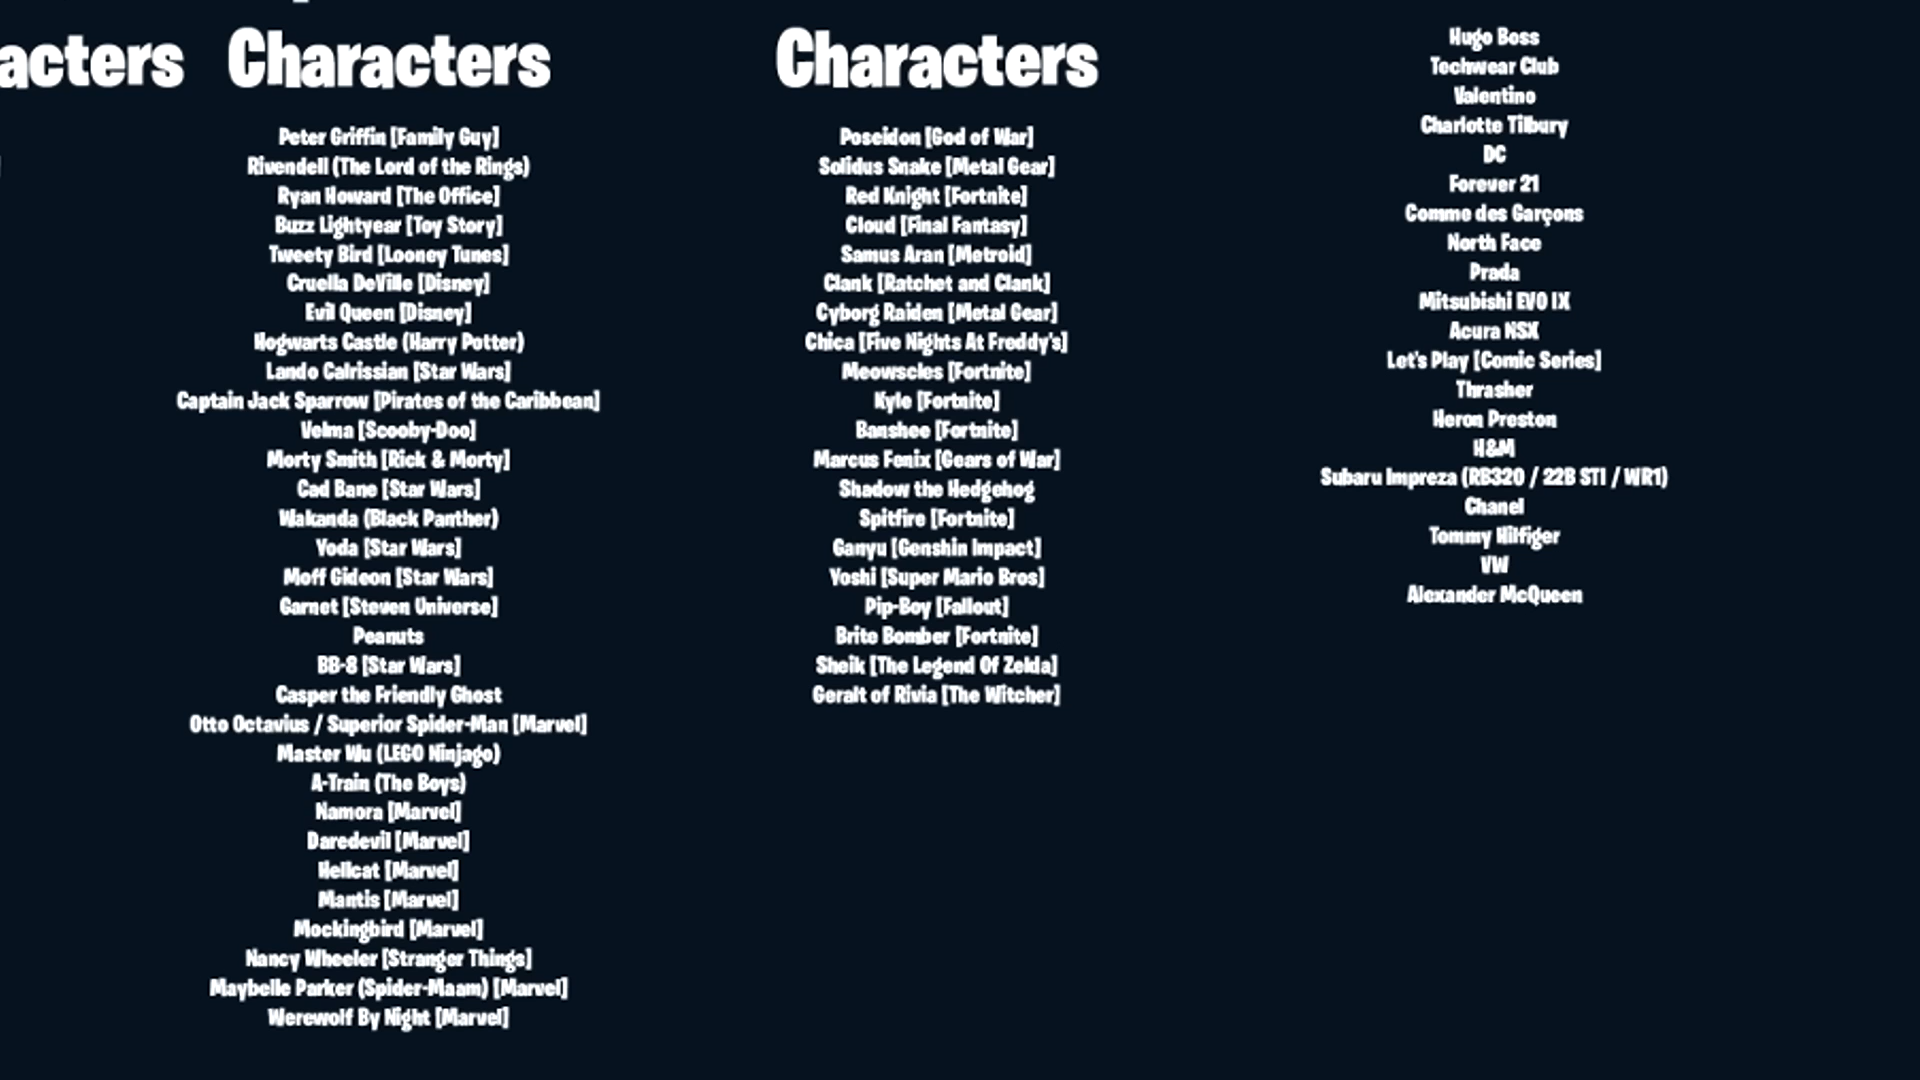 acters
Characters
Peter Griffin [Family Guy]
Rivendell (The Lord of the Rings)
Ryan Howard [The Office]
Buzz Lightyear [Toy Story]
Tweety Bird [Looney Tunes]
Cruella DeVille [Disney]
Evil Queen [Disney]
Hogwarts Castle (Harry Potter)
Lando Calrissian [Star Wars]
Captain Jack Sparrow [Pirates of the Caribbean]
Velma [Scooby-Doo]
Morty Smith [Rick & Morty]
Cad Bane [Star Wars]
Wakanda (Black Panther)
Yoda [Star Wars]
Moff Gideon [Star Wars]
Garnet [Steven Universe]
Peanuts
BB-8 [Star Wars]
Casper the Friendly Ghost
Otto Octavius / Superior Spider-Man [Marvel]
Master Wu (LEGO Ninjago)
A-Train (The Boys)
Namora [Marvel]
Daredevil [Marvel]
Hellcat [Marvel]
Mantis [Marvel]
Mockingbird [Marvel]
Nancy Wheeler [Stranger Things]
Maybelle Parker (Spider-Maam) [Marvel]
Werewolf By Night [Marvel]
Characters
Poseidon [God of War]
Solidus Snake [Metal Gear]
Red Knight [Fortnite]
Cloud [Final Fantasy]
Samus Aran [Metroid]
Clank [Ratchet and Clank]
Cyborg Raiden [Metal Gear]
Chica [Five Nights At Freddy's]
Meowscles [Fortnite]
Kyle [Fortnite]
Banshee [Fortnite]
Marcus Fenix [Gears of War]
Shadow the Hedgehog
Spitfire [Fortnite]
Ganyu [Genshin Impact]
Yoshi [Super Mario Bros]
Pip-Boy [Fallout]
Brite Bomber [Fortnite]
Sheik [The Legend Of Zelda]
Geralt of Rivia [The Witcher]
Hugo Boss
Techwear Club
Valentino
Charlotte Tilbury
DC
Forever 21
Comme des Garçons
North Face
Prada
Mitsubishi EVO IX
Acura NSX
Let's Play [Comic Series]
Thrasher
Heron Preston
H&M
Subaru Impreza (RB320 / 22B STI / WR1)
Chanel
Tommy Hilfiger
VW
Alexander McQueen